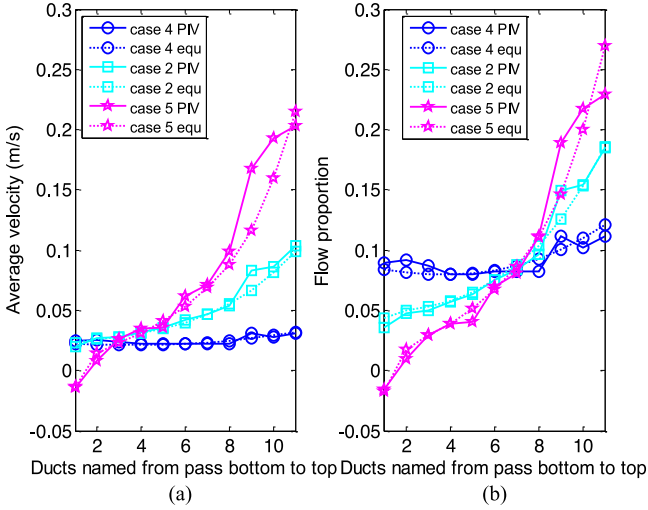 0.3
0.25
0.2
0.15
0.1
0.05
0
-0.05
Average velocity (m/s)
case 4 PIV
case 4 equ
case 2 PIV
case 2 equ
case 5 PIV
case 5 equ
2 4 6 8 10
Ducts named from pass bottom to top
(a)
0.3
0.25
0.2
0.15
0.1
0.05
0
-0.05
Flow proportion
case 4 PIV
case 4 equ
case 2 PIV
case 2 equ
case 5 PIV
case 5 equ
2 4 6 8 10
Ducts named from pass bottom to top
(b)